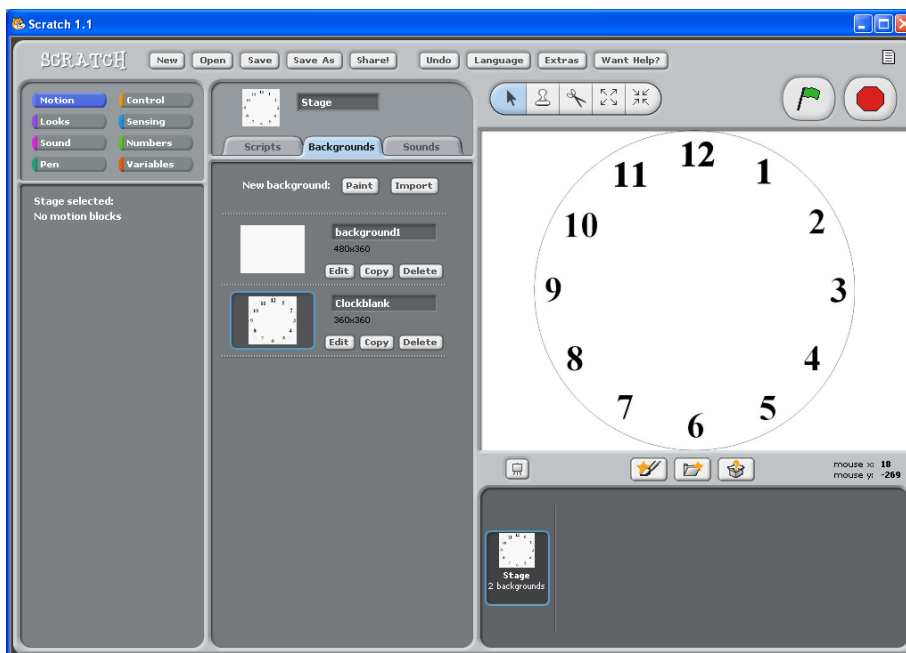 Scratch 1.1
SCRATCH New Open Save Save As Share! Undo Language Extras Want Help?
Motion Control
Looks Sensing
Sound Numbers
Pen Variables
Stage selected:
No motion blocks
Stage
Scripts Backgrounds Sounds
New background: Paint Import
background1
480x360
Edit Copy Delete
Clockblank
360x360
Edit Copy Delete
12
11 1
10 2
9 3
8 4
7 5
6
mouse x: 18
mouse y: -269
Stage
2 backgrounds